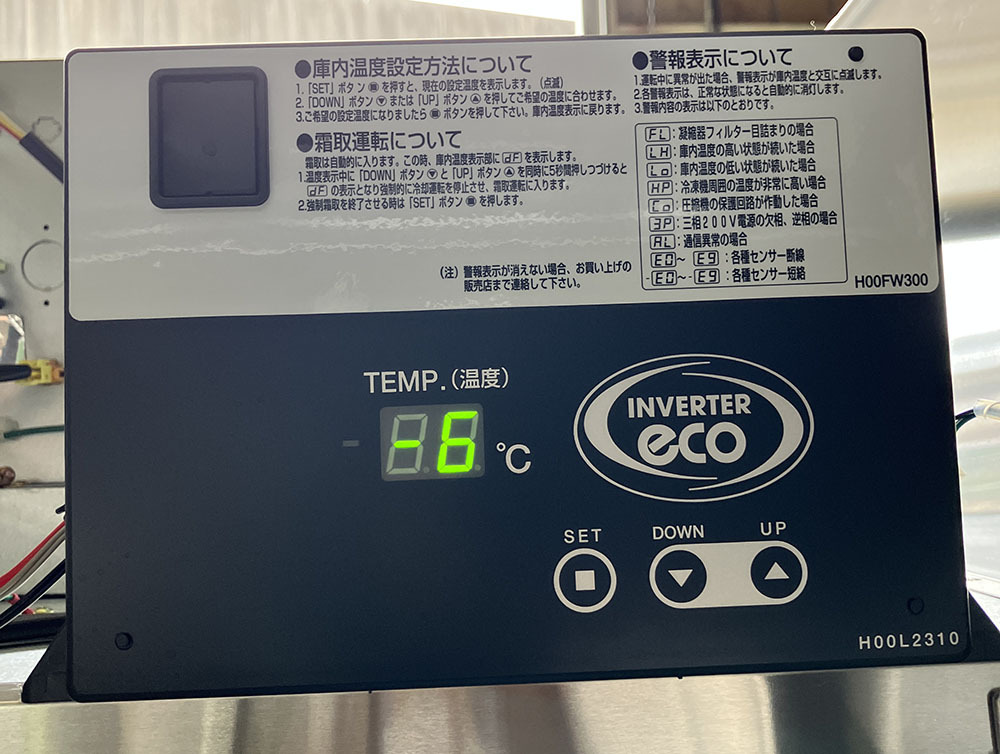 ●庫内温度設定方法について
1.「SET」ボタン■を押すと、現在の設定温度を表示します。(点滅)
2.「DOWN」ボタン▼または「UP」ボタン▲を押してご希望の温度に合わせます。
3.ご希望の設定温度になりましたら■ボタンを押して下さい。庫内温度表示に戻ります。
●霜取運転について
霜取は自動的に入ります。この時、庫内温度表示部にdFを表示します。
1.温度表示中に「DOWN」ボタン▼と「UP」ボタン▲を同時に5秒間押しつづけると
dFの表示となり強制的に冷却運転を停止させ、霜取運転に入ります。
2.強制霜取を終了させる時は「SET」ボタン■を押します。
(注)警報表示が消えない場合、お買い上げの
販売店まで連絡して下さい。
●警報表示について
1.運転中に異常が出た場合、警報表示が庫内温度と交互に点滅します。
2.各警報表示は、正常な状態になると自動的に消灯します。
3.警報内容の表示は以下のとおりです。
FL:凝縮器フィルター目詰まりの場合
LH:庫内温度の高い状態が続いた場合
Lo:庫内温度の低い状態が続いた場合
HP:冷凍機周囲の温度が非常に高い場合
Co:圧縮機の保護回路が作動した場合
3P:三相200V電源の欠相、逆相の場合
AL:通信異常の場合
E0~E9:各種センサー断線
-E0~-E9:各種センサー短絡
H00FW300
TEMP.(温度)
-6℃
INVERTER
eco
SET DOWN UP
H00L2310